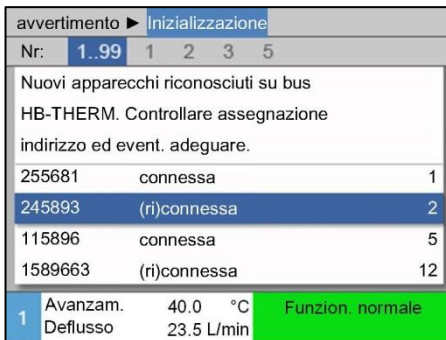 avvertimento ► Inizializzazione
Nr: 1..99 1 2 3 5
Nuovi apparecchi riconosciuti su bus
HB-THERM. Controllare assegnazione
indirizzo ed event. adeguare.
255681 connessa 1
245893 (ri)connessa 2
115896 connessa 5
1589663 (ri)connessa 12
1 Avanzam. 40.0 °C Funzion. normale
Deflusso 23.5 L/min